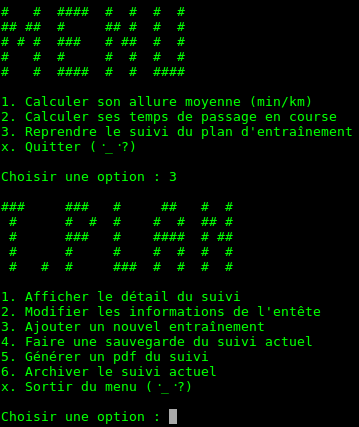 MENU
1. Calculer son allure moyenne (min/km)
2. Calculer ses temps de passage en course
3. Reprendre le suivi du plan d'entraînement
x. Quitter (･_･?)
Choisir une option : 3
T.PLAN
1. Afficher le détail du suivi
2. Modifier les informations de l'entête
3. Ajouter un nouvel entraînement
4. Faire une sauvegarde du suivi actuel
5. Générer un pdf du suivi
6. Archiver le suivi actuel
x. Sortir du menu (･_･?)
Choisir une option :